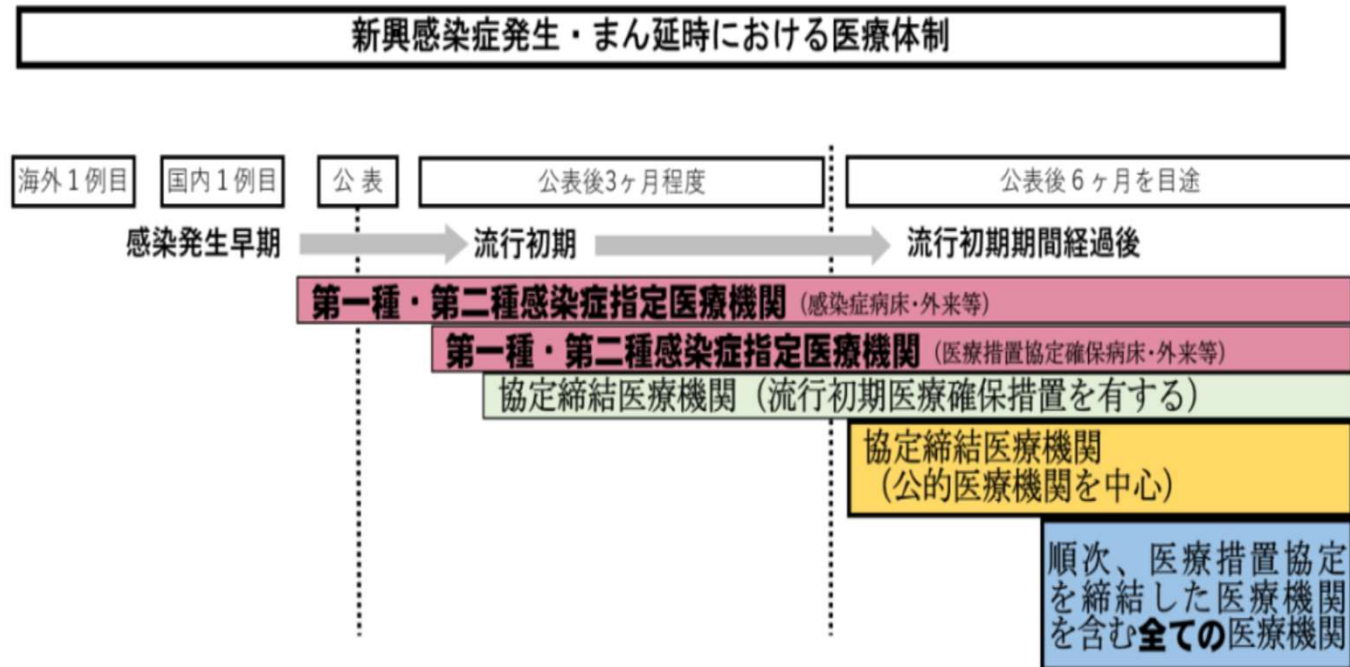 新興感染症発生・まん延時における医療体制
海外１例目
国内１例目
公 表
公表後3ヶ月程度
公表後６ヶ月を目途
感染発生早期
流行初期
流行初期期間経過後
第一種・第二種感染症指定医療機関（感染症病床・外来等）
第一種・第二種感染症指定医療機関（医療措置協定確保病床・外来等）
協定締結医療機関（流行初期医療確保措置を有する）
協定締結医療機関
（公的医療機関を中心）
順次、医療措置協定
を締結した医療機関
を含む全ての医療機関